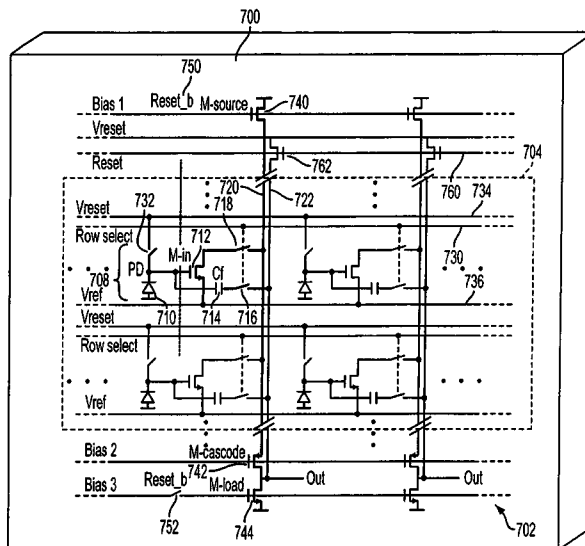 700
750
Reset_b
M-source
740
Bias 1
Vreset
Reset
762
760
704
720
722
732
718
734
Vreset
Row select
712
M-in
730
PD
708
Cf
736
Vref
710
714
716
Vreset
Row select
Vref
M-cascode
Bias 2
742
Out
Out
Reset_b
M-load
Bias 3
752
744
702